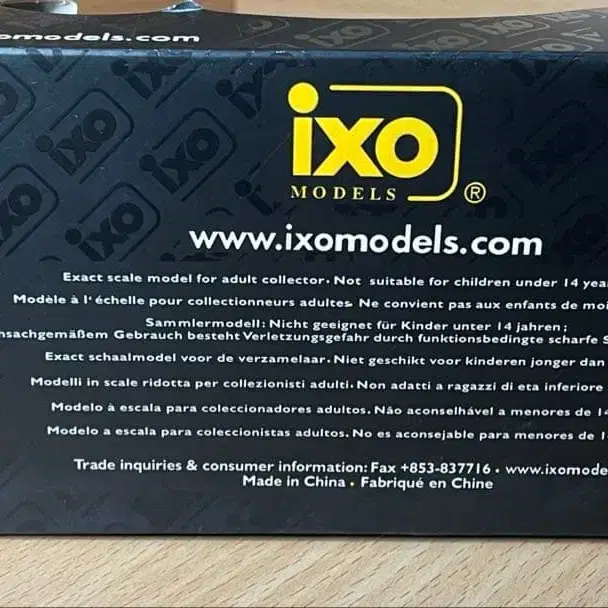 omodels.com
ixo
MODELS ®
www.ixomodels.com
Exact scale model for adult collector. Not suitable for children under 14
Modèle à l'échelle pour collectionneurs adultes. Ne convient pas aux enfants de
Sammlermodell: Nicht geeignet für Kinder unter 14 jahren;
Gebrauch besteht Verletzungsgefahr durch funktionsbedingte scharfe
Exact schaalmodel voor de verzamelaar. Niet geschikt voor kinderen jonger dan
Modelli in scale ridotta per collezionisti adulti. Non adatti a ragazzi di eta inferiore
Modelo à escala para coleccionadores adultos. Não aconselhável a menores de
Modelo a escala para coleccionistas adultos. No es aconsejable para menores de
Trade inquiries & consumer information: Fax +853-837716 • www.ixomode
Made in China • Fabriqué en Chine